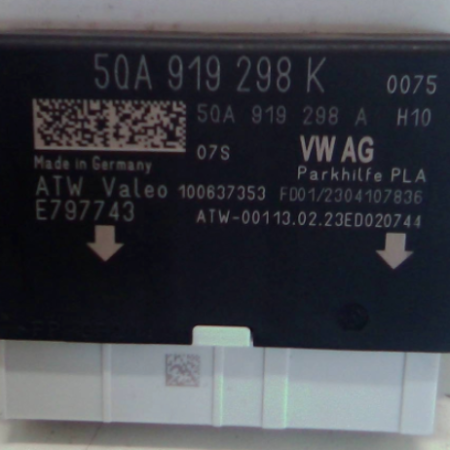 5QA 919 298 K 0075
5QA 919 298 A H10
07S VW AG
Made in Germany Parkhilfe PLA
ATW Valeo 100637353 FD01/2304107836
E797743 ATW-00113.02.23ED020744